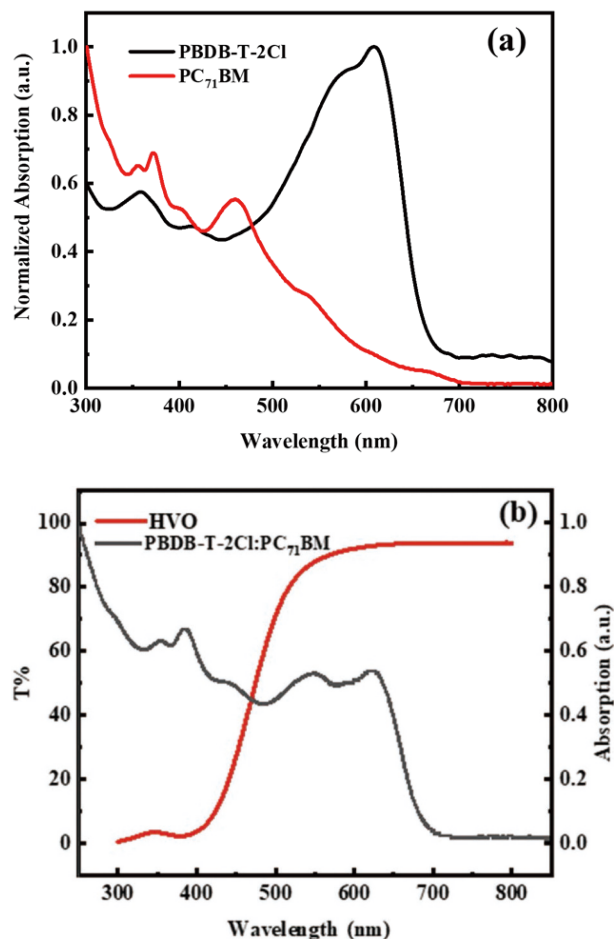 (a)
PBDB-T-2Cl
PC₇₁BM
Normalized Absorption (a.u.)
1.0
0.8
0.6
0.4
0.2
0.0
300 400 500 600 700 800
Wavelength (nm)
(b)
HVO
PBDB-T-2Cl:PC₇₁BM
T%
100
80
60
40
20
0
1.0
0.8
0.6
0.4
0.2
0.0
Absorption (a.u.)
300 400 500 600 700 800
Wavelength (nm)